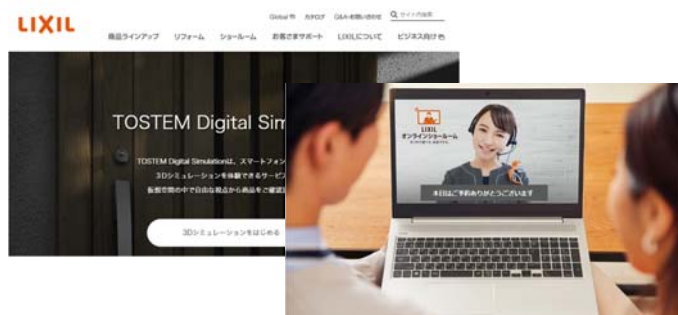 LIXIL
Global カタログ Q&A・お問い合わせ サイト内検索
商品ラインアップ リフォーム ショールーム お客さまサポート LIXILについて ビジネス向け
TOSTEM Digital Sim
TOSTEM Digital Simulationは、スマートフォン
3Dシミュレーションを体験できるサービス
仮想空間の中で自由な視点から商品をご確認
3Dシミュレーションをはじめる
LIXIL
オンラインショールーム
本日はご予約ありがとうございます